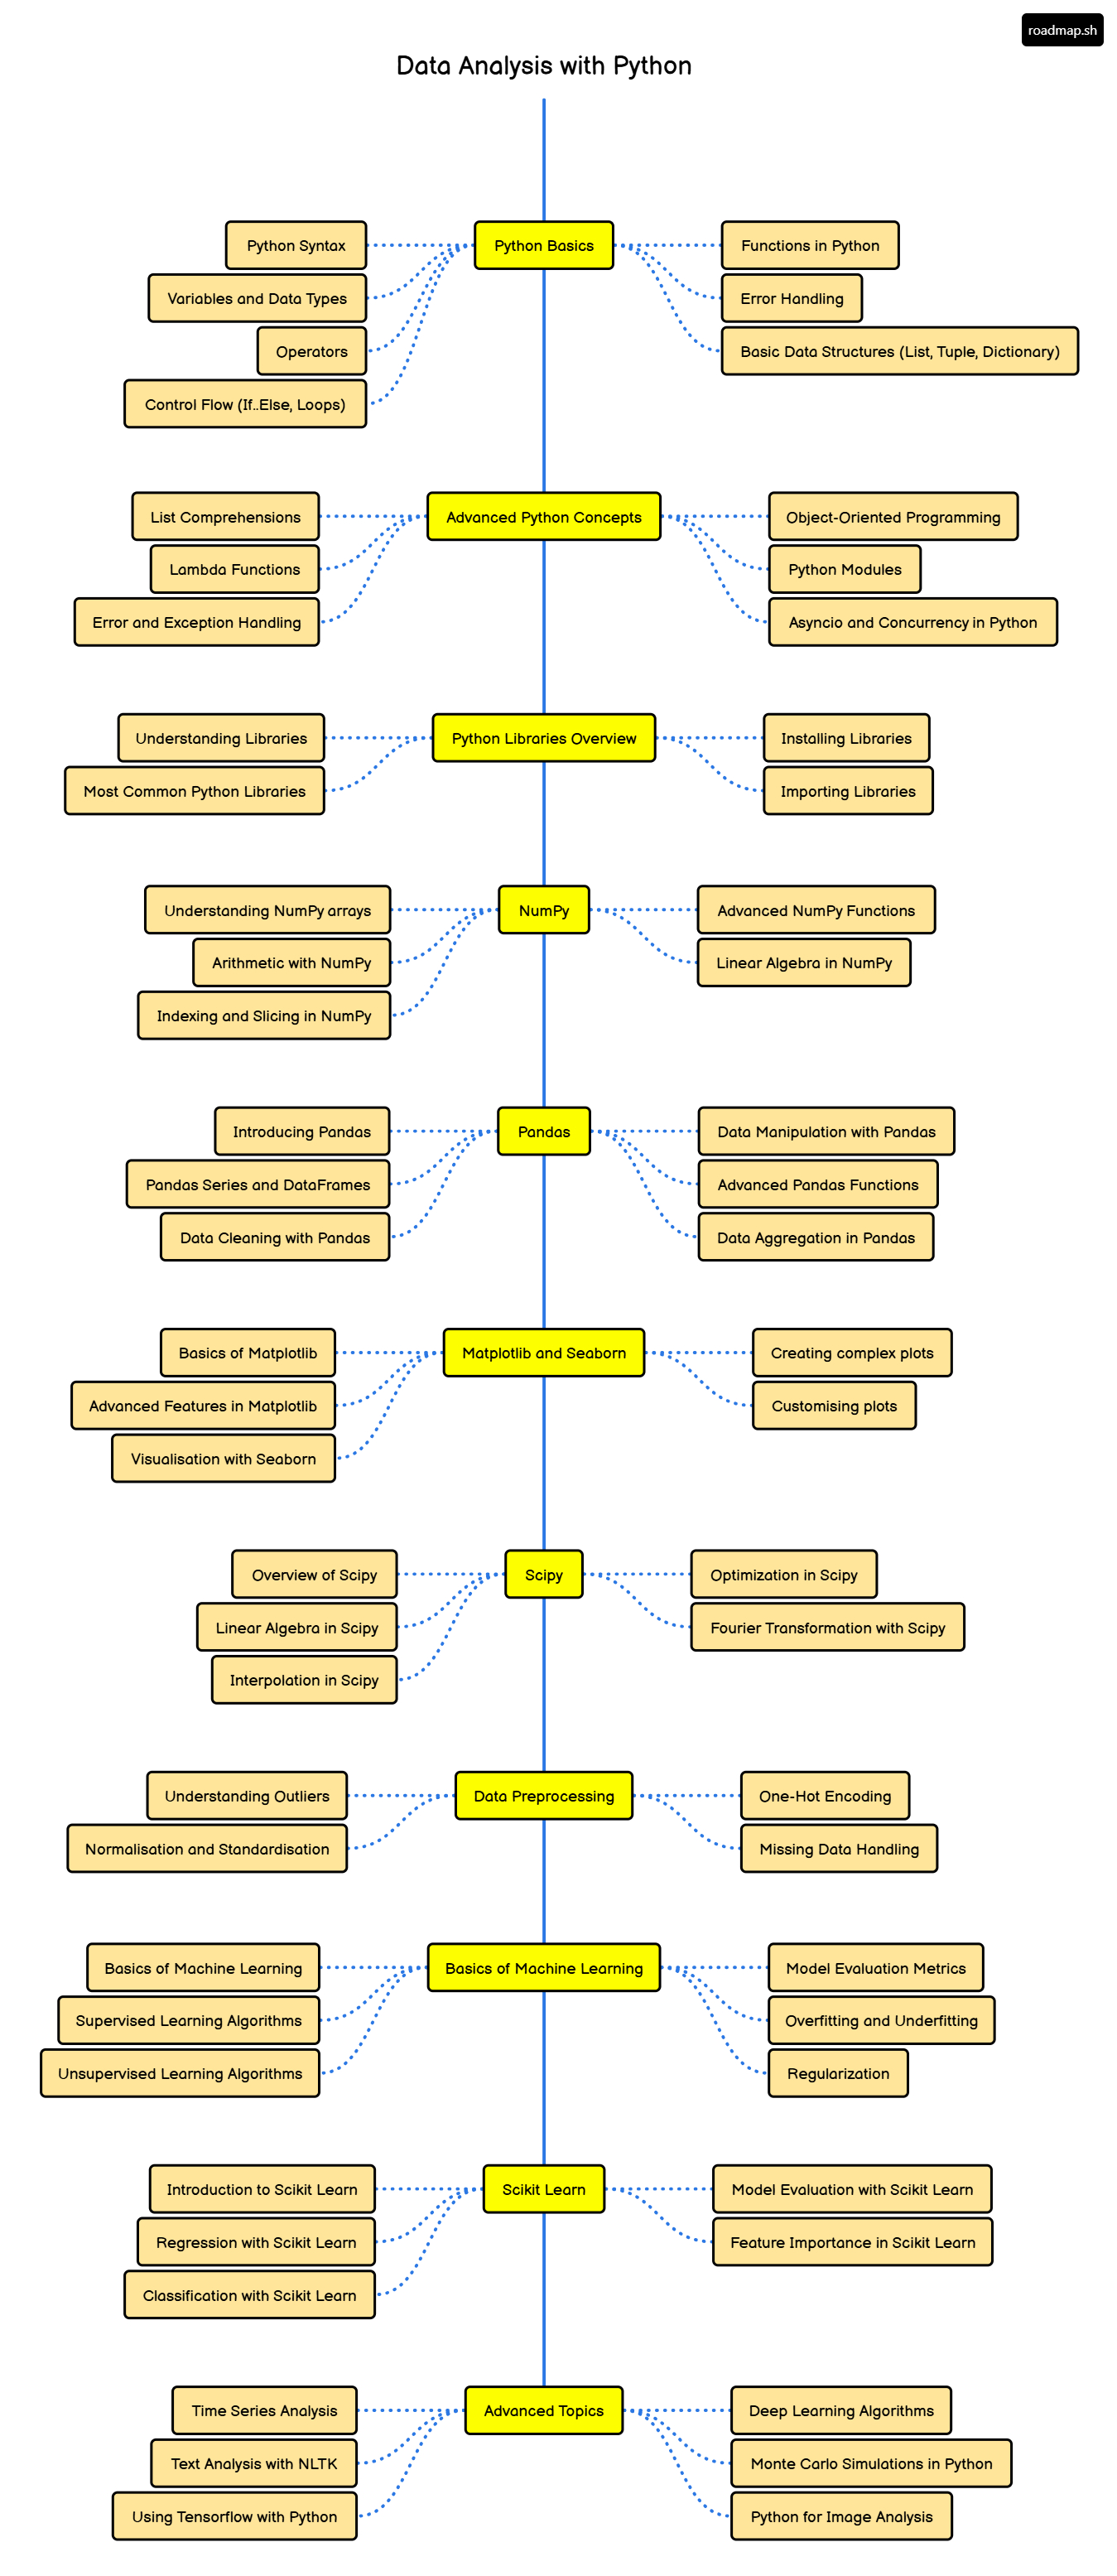 roadmap.sh
Data Analysis with Python
Python Basics
Python Syntax
Variables and Data Types
Operators
Control Flow (If..Else, Loops)
Functions in Python
Error Handling
Basic Data Structures (List, Tuple, Dictionary)
Advanced Python Concepts
List Comprehensions
Lambda Functions
Error and Exception Handling
Object-Oriented Programming
Python Modules
Asyncio and Concurrency in Python
Python Libraries Overview
Understanding Libraries
Most Common Python Libraries
Installing Libraries
Importing Libraries
NumPy
Understanding NumPy arrays
Arithmetic with NumPy
Indexing and Slicing in NumPy
Advanced NumPy Functions
Linear Algebra in NumPy
Pandas
Introducing Pandas
Pandas Series and DataFrames
Data Cleaning with Pandas
Data Manipulation with Pandas
Advanced Pandas Functions
Data Aggregation in Pandas
Matplotlib and Seaborn
Basics of Matplotlib
Advanced Features in Matplotlib
Visualisation with Seaborn
Creating complex plots
Customising plots
Scipy
Overview of Scipy
Linear Algebra in Scipy
Interpolation in Scipy
Optimization in Scipy
Fourier Transformation with Scipy
Data Preprocessing
Understanding Outliers
Normalisation and Standardisation
One-Hot Encoding
Missing Data Handling
Basics of Machine Learning
Basics of Machine Learning
Supervised Learning Algorithms
Unsupervised Learning Algorithms
Model Evaluation Metrics
Overfitting and Underfitting
Regularization
Scikit Learn
Introduction to Scikit Learn
Regression with Scikit Learn
Classification with Scikit Learn
Model Evaluation with Scikit Learn
Feature Importance in Scikit Learn
Advanced Topics
Time Series Analysis
Text Analysis with NLTK
Using Tensorflow with Python
Deep Learning Algorithms
Monte Carlo Simulations in Python
Python for Image Analysis